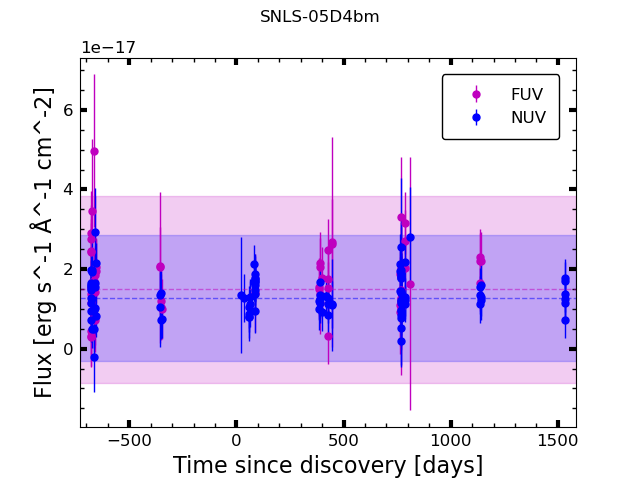 SNLS-05D4bm
1e−17
FUV
NUV
6
4
2
0
Flux [erg s^-1 Å^-1 cm^-2]
−500
0
500
1000
1500
Time since discovery [days]